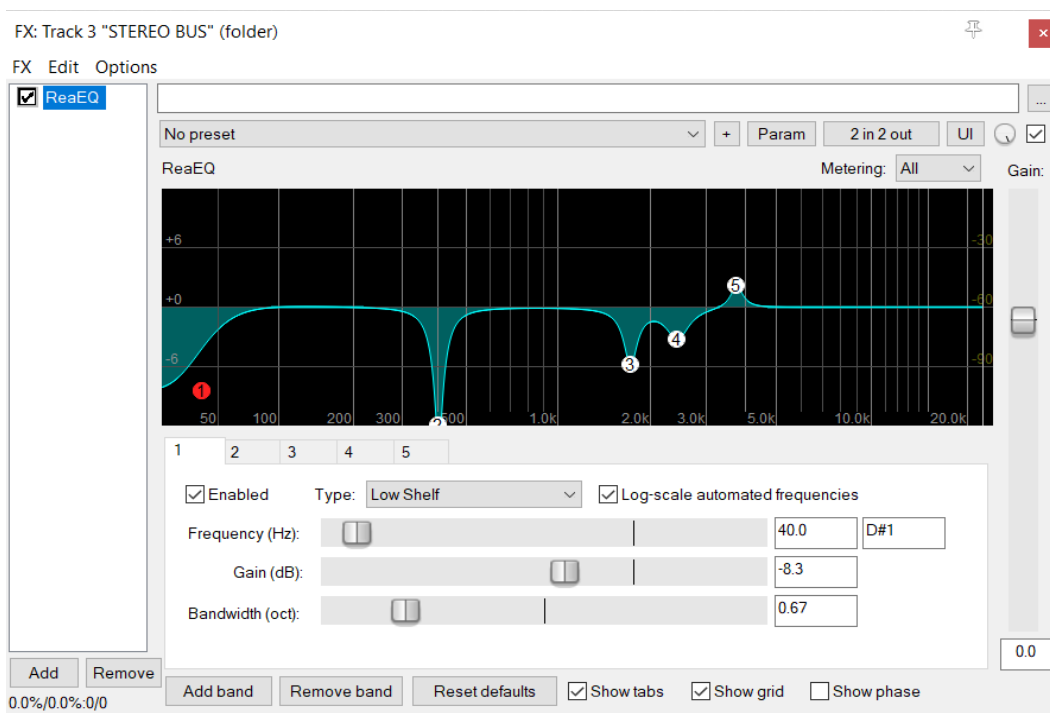 FX: Track 3 "STEREO BUS" (folder)
FX Edit Options
ReaEQ
...
No preset + Param 2 in 2 out UI
ReaEQ Metering: All Gain:
+6 -30
+0 -60
-6 -90
5
4
3
1
2
50 100 200 300 500 1.0k 2.0k 3.0k 5.0k 10.0k 20.0k
1 2 3 4 5
Enabled Type: Low Shelf Log-scale automated frequencies
Frequency (Hz): 40.0 D#1
Gain (dB): -8.3
Bandwidth (oct): 0.67
0.0
Add Remove
Add band Remove band Reset defaults Show tabs Show grid Show phase
0.0%/0.0%:0/0